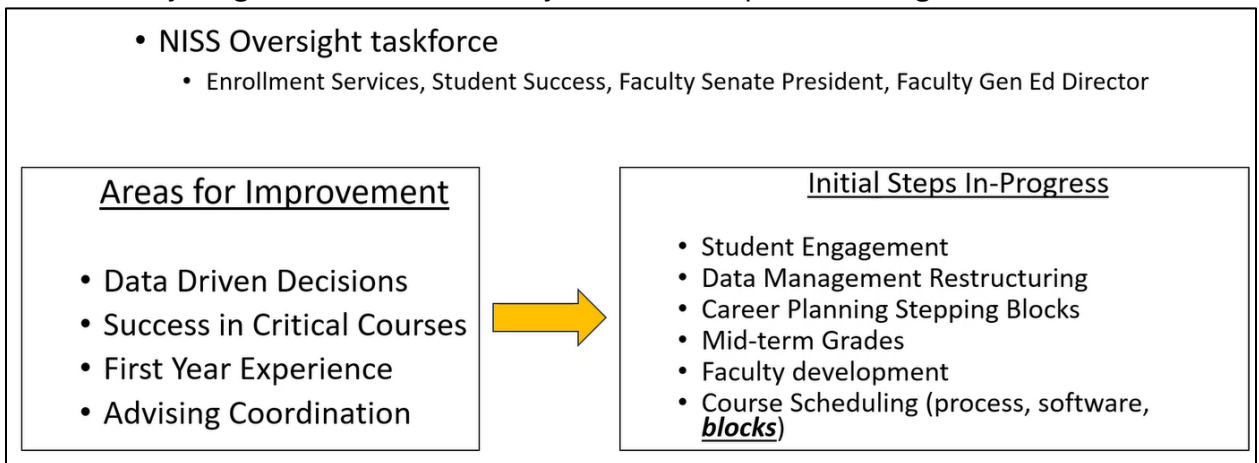 • NISS Oversight taskforce
• Enrollment Services, Student Success, Faculty Senate President, Faculty Gen Ed Director
Areas for Improvement
• Data Driven Decisions
• Success in Critical Courses
• First Year Experience
• Advising Coordination
Initial Steps In-Progress
• Student Engagement
• Data Management Restructuring
• Career Planning Stepping Blocks
• Mid-term Grades
• Faculty development
• Course Scheduling (process, software,
blocks)